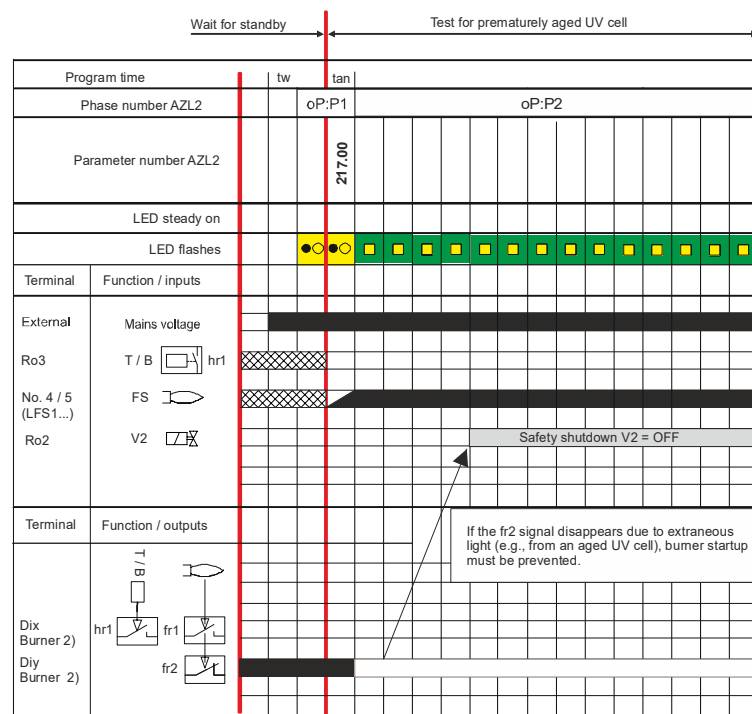 Wait for standby
Test for prematurely aged UV cell
Program time
tw
tan
Phase number AZL2
oP:P1
oP:P2
Parameter number AZL2
217.00
LED steady on
LED flashes
Terminal
Function / inputs
External
Mains voltage
Ro3
T / B
hr1
No. 4 / 5
(LFS1...)
FS
Ro2
V2
Safety shutdown V2 = OFF
Terminal
Function / outputs
If the fr2 signal disappears due to extraneous
light (e.g., from an aged UV cell), burner startup
must be prevented.
T / B
Dix
Burner 2)
hr1
fr1
Diy
Burner 2)
fr2